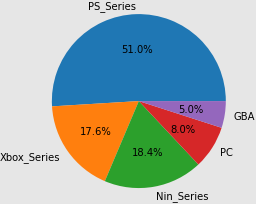 PS_Series
51.0%
GBA
5.0%
17.6%
8.0%
18.4%
PC
Xbox_Series
Nin_Series